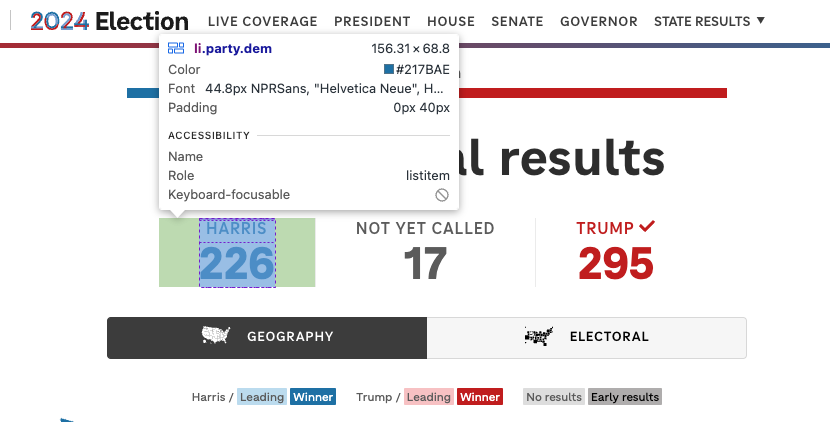 2024 Election LIVE COVERAGE PRESIDENT HOUSE SENATE GOVERNOR STATE RESULTS ▼
li.party.dem 156.31 × 68.8
Color #217BAE
Font 44.8px NPRSans, "Helvetica Neue", H…
Padding 0px 40px
ACCESSIBILITY
Name
Role listitem
Keyboard-focusable
al results
HARRIS NOT YET CALLED TRUMP ✓
226 17 295
GEOGRAPHY ELECTORAL
Harris / Leading Winner Trump / Leading Winner No results Early results